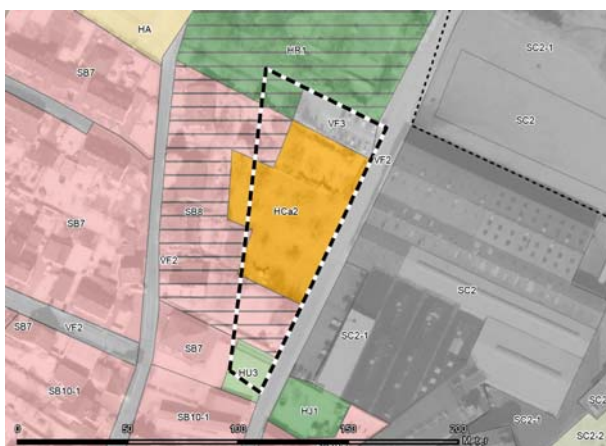 HA
HR1
SC2-1
SB7
SC2
VF3
VF2
HCa2
SB8
SB7
VF2
SC2
VF2
SC2-1
SB7
SB7
HU3
SB10-1
SB10-1
HJ1
SC2-1
SC2-2
0 50 100 150 200
Meter